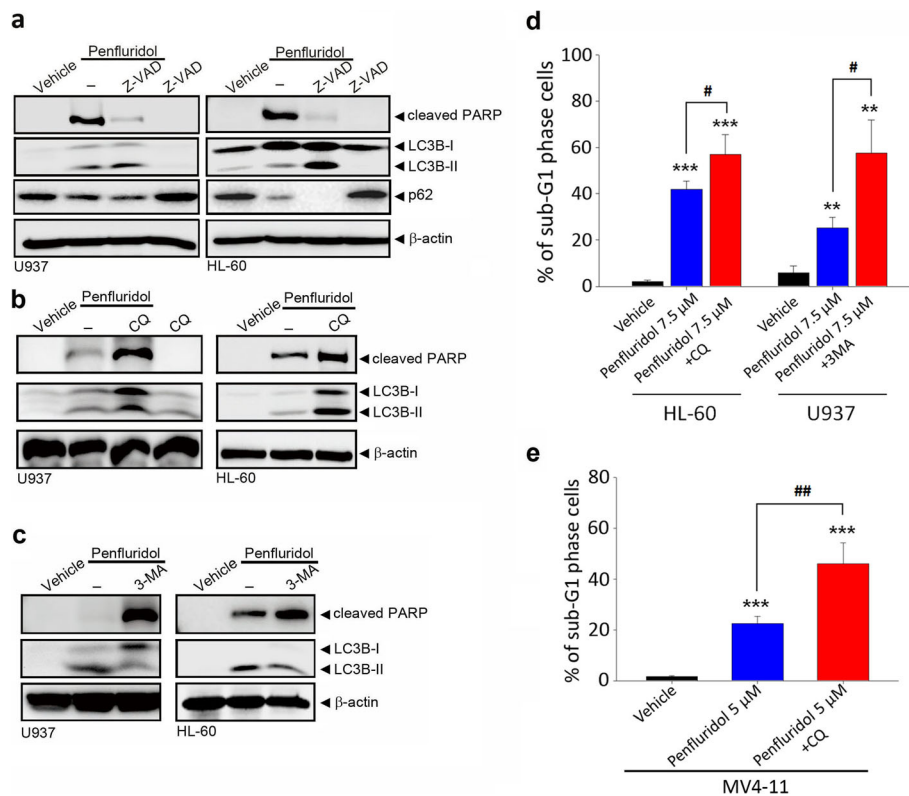 a
Penfluridol
Vehicle – Z-VAD Z-VAD
Penfluridol
Vehicle – Z-VAD Z-VAD
cleaved PARP
LC3B-I
LC3B-II
p62
β-actin
U937
HL-60
b
Penfluridol
Vehicle – CQ CQ
Penfluridol
Vehicle – CQ
cleaved PARP
LC3B-I
LC3B-II
β-actin
U937
HL-60
c
Penfluridol
Vehicle – 3-MA
Penfluridol
Vehicle – 3-MA
cleaved PARP
LC3B-I
LC3B-II
β-actin
U937
HL-60
d
% of sub-G1 phase cells
100
80
60
40
20
0
#
***
***
#
**
**
Vehicle
Penfluridol 7.5 μM
Penfluridol 7.5 μM
+CQ
Vehicle
Penfluridol 7.5 μM
Penfluridol 7.5 μM
+3MA
HL-60
U937
e
% of sub-G1 phase cells
80
60
40
20
0
##
***
***
Vehicle
Penfluridol 5 μM
Penfluridol 5 μM
+CQ
MV4-11